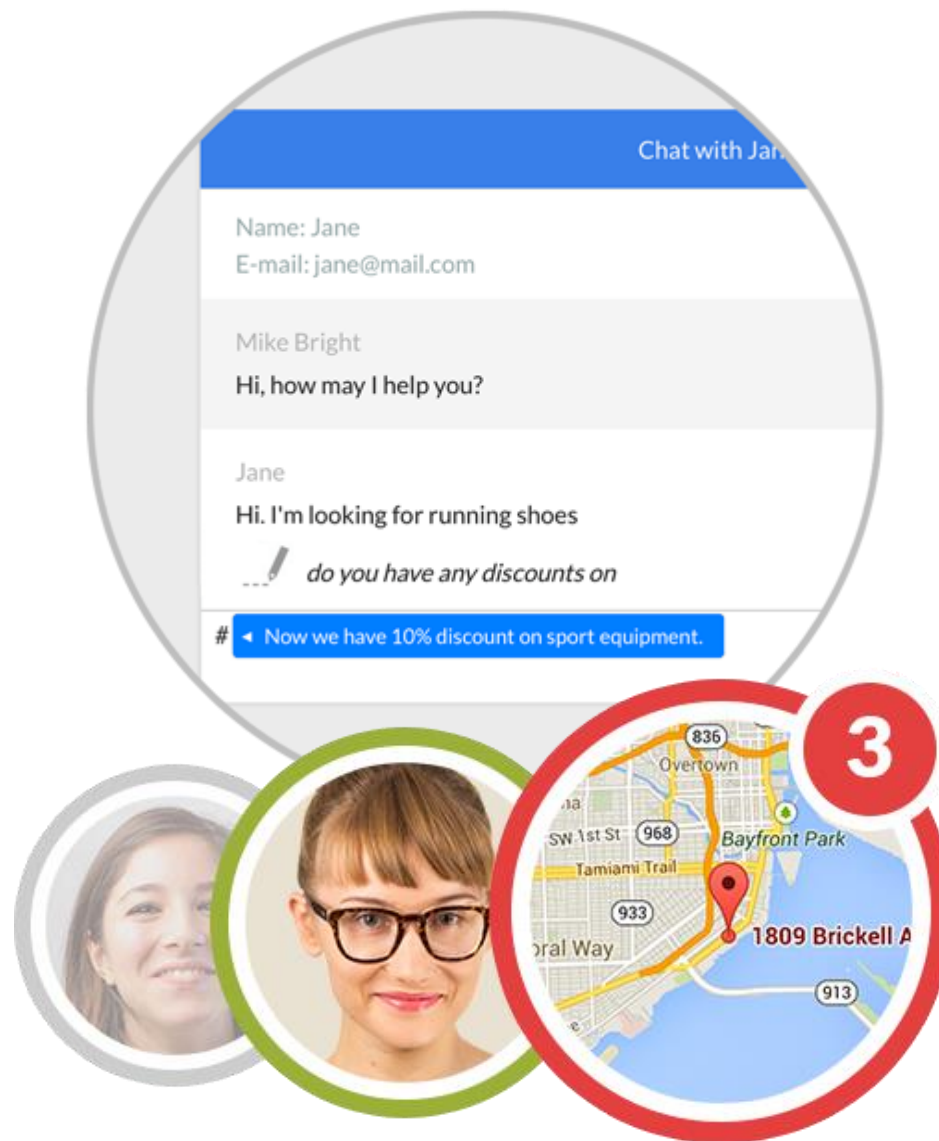 Chat with Jan
Name: Jane
E-mail: jane@mail.com
Mike Bright
Hi, how may I help you?
Jane
Hi. I'm looking for running shoes
do you have any discounts on
# ◄ Now we have 10% discount on sport equipment.
3
836
Overtown
SW 1st St
968
Bayfront Park
Tamiami Trail
933
oral Way
1809 Brickell A
913